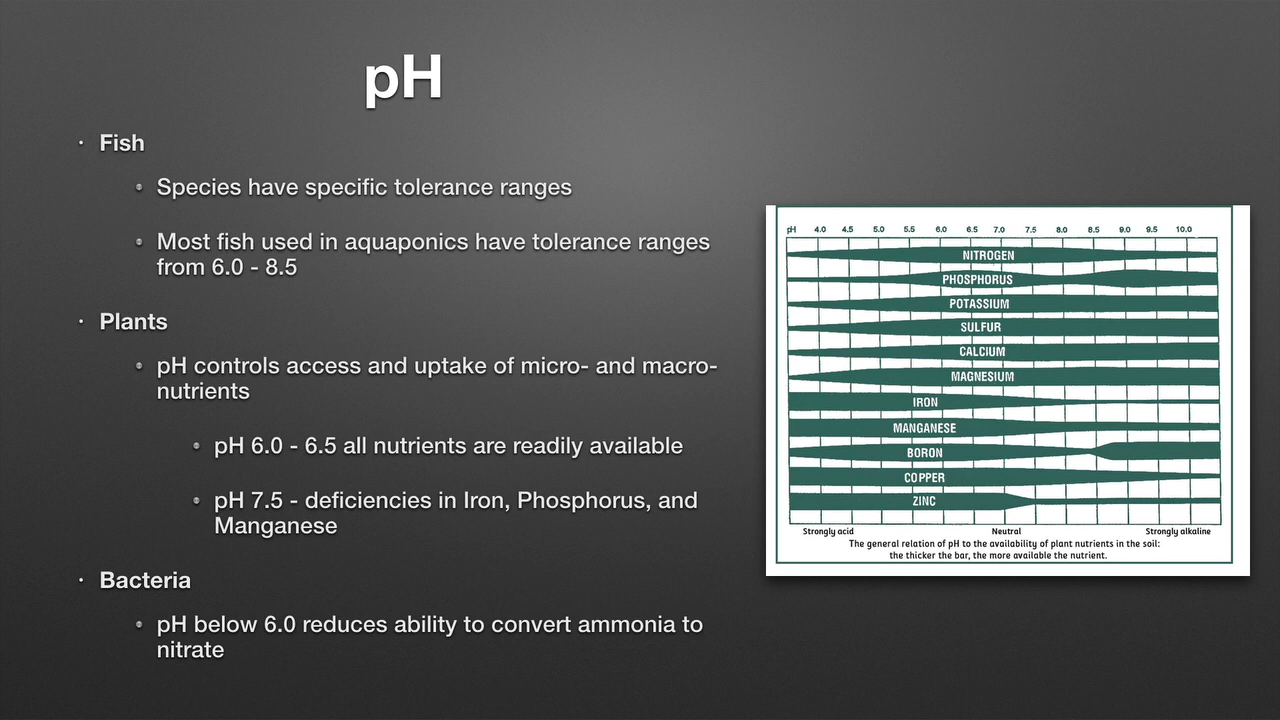 pH
Fish
Species have specific tolerance ranges
Most fish used in aquaponics have tolerance ranges
from 6.0 - 8.5
Plants
pH controls access and uptake of micro- and macro-
nutrients
pH 6.0 - 6.5 all nutrients are readily available
pH 7.5 - deficiencies in Iron, Phosphorus, and
Manganese
Bacteria
pH below 6.0 reduces ability to convert ammonia to
nitrate
pH 4.0 4.5 5.0 5.5 6.0 6.5 7.0 7.5 8.0 8.5 9.0 9.5 10.0
NITROGEN
PHOSPHORUS
POTASSIUM
SULFUR
CALCIUM
MAGNESIUM
IRON
MANGANESE
BORON
COPPER
ZINC
Strongly acid Neutral Strongly alkaline
The general relation of pH to the availability of plant nutrients in the soil:
the thicker the bar, the more available the nutrient.